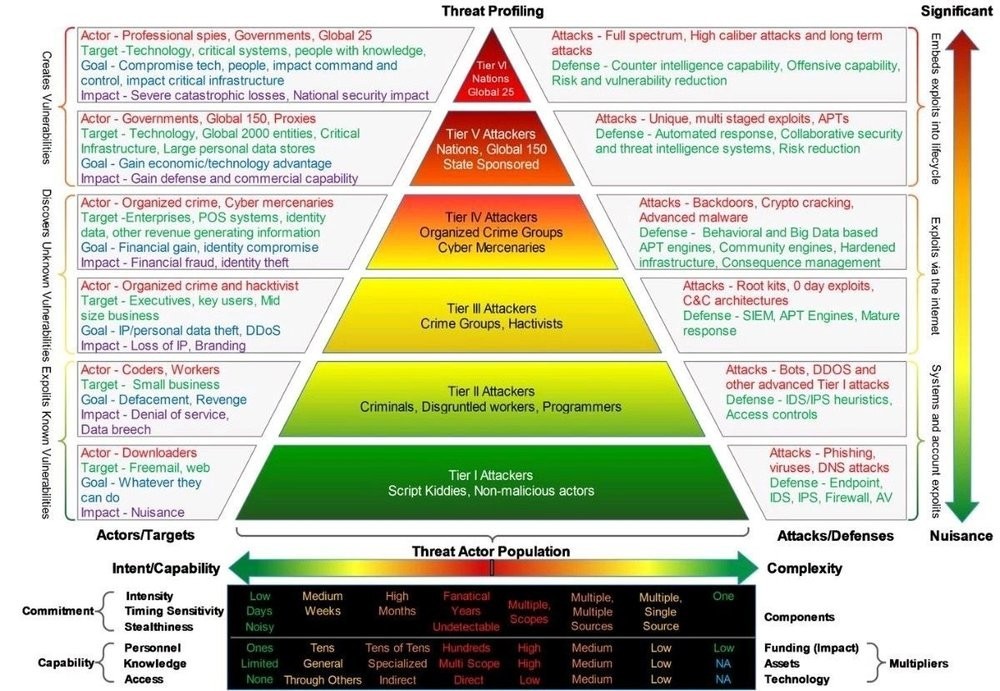 Threat Profiling
Significant
Creates Vulnerabilities
Actor - Professional spies, Governments, Global 25
Target -Technology, critical systems, people with knowledge,
Goal - Compromise tech, people, impact command and
control, impact critical infrastructure
Impact - Severe catastrophic losses, National security impact
Tier VI
Nations
Global 25
Attacks - Full spectrum, High caliber attacks and long term
attacks
Defense - Counter intelligence capability, Offensive capability,
Risk and vulnerability reduction
Embeds exploits into lifecycle
Actor - Governments, Global 150, Proxies
Target - Technology, Global 2000 entities, Critical
Infrastructure, Large personal data stores
Goal - Gain economic/technology advantage
Impact - Gain defense and commercial capability
Tier V Attackers
Nations, Global 150
State Sponsored
Attacks - Unique, multi staged exploits, APTs
Defense - Automated response, Collaborative security
and threat intelligence systems, Risk reduction
Discovers Unknown Vulnerabilities
Actor - Organized crime, Cyber mercenaries
Target -Enterprises, POS systems, identity
data, other revenue generating information
Goal - Financial gain, identity compromise
Impact - Financial fraud, identity theft
Tier IV Attackers
Organized Crime Groups
Cyber Mercenaries
Attacks - Backdoors, Crypto cracking,
Advanced malware
Defense - Behavioral and Big Data based
APT engines, Community engines, Hardened
infrastructure, Consequence management
Exploits via the internet
Actor - Organized crime and hacktivist
Target - Executives, key users, Mid
size business
Goal - IP/personal data theft, DDoS
Impact - Loss of IP, Branding
Tier III Attackers
Crime Groups, Hactivists
Attacks - Root kits, 0 day exploits,
C&C architectures
Defense - SIEM, APT Engines, Mature
response
Expolits Known Vulnerabilities
Actor - Coders, Workers
Target - Small business
Goal - Defacement, Revenge
Impact - Denial of service,
Data breech
Tier II Attackers
Criminals, Disgruntled workers, Programmers
Attacks - Bots, DDOS and
other advanced Tier I attacks
Defense - IDS/IPS heuristics,
Access controls
Systems and account expolits
Actor - Downloaders
Target - Freemail, web
Goal - Whatever they
can do
Impact - Nuisance
Tier I Attackers
Script Kiddies, Non-malicious actors
Attacks - Phishing,
viruses, DNS attacks
Defense - Endpoint,
IDS, IPS, Firewall, AV
Actors/Targets
Attacks/Defenses
Nuisance
Threat Actor Population
Intent/Capability
Complexity
Commitment
Intensity Low Medium High Fanatical Multiple, Multiple, Multiple, One
Timing Sensitivity Days Weeks Months Years Scopes Multiple Single
Stealthiness Noisy Undetectable Sources Source
Components
Capability
Personnel Ones Tens Tens of Tens Hundreds High Medium Low Low Funding (Impact)
Knowledge Limited General Specialized Multi Scope High Medium Low NA Assets
Access None Through Others Indirect Direct Low Medium Low NA Technology
Multipliers